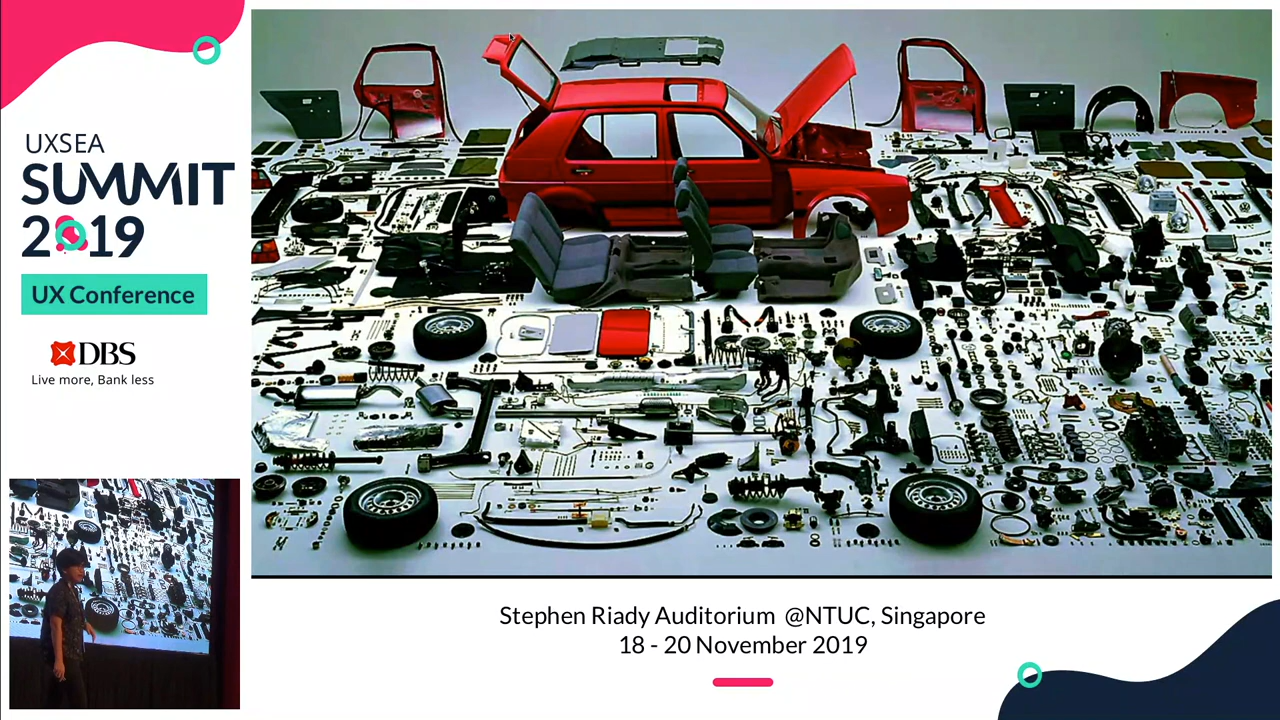 UXSEA
SUMMIT
2019
UX Conference
DBS
Live more, Bank less
Stephen Riady Auditorium @NTUC, Singapore
18 - 20 November 2019